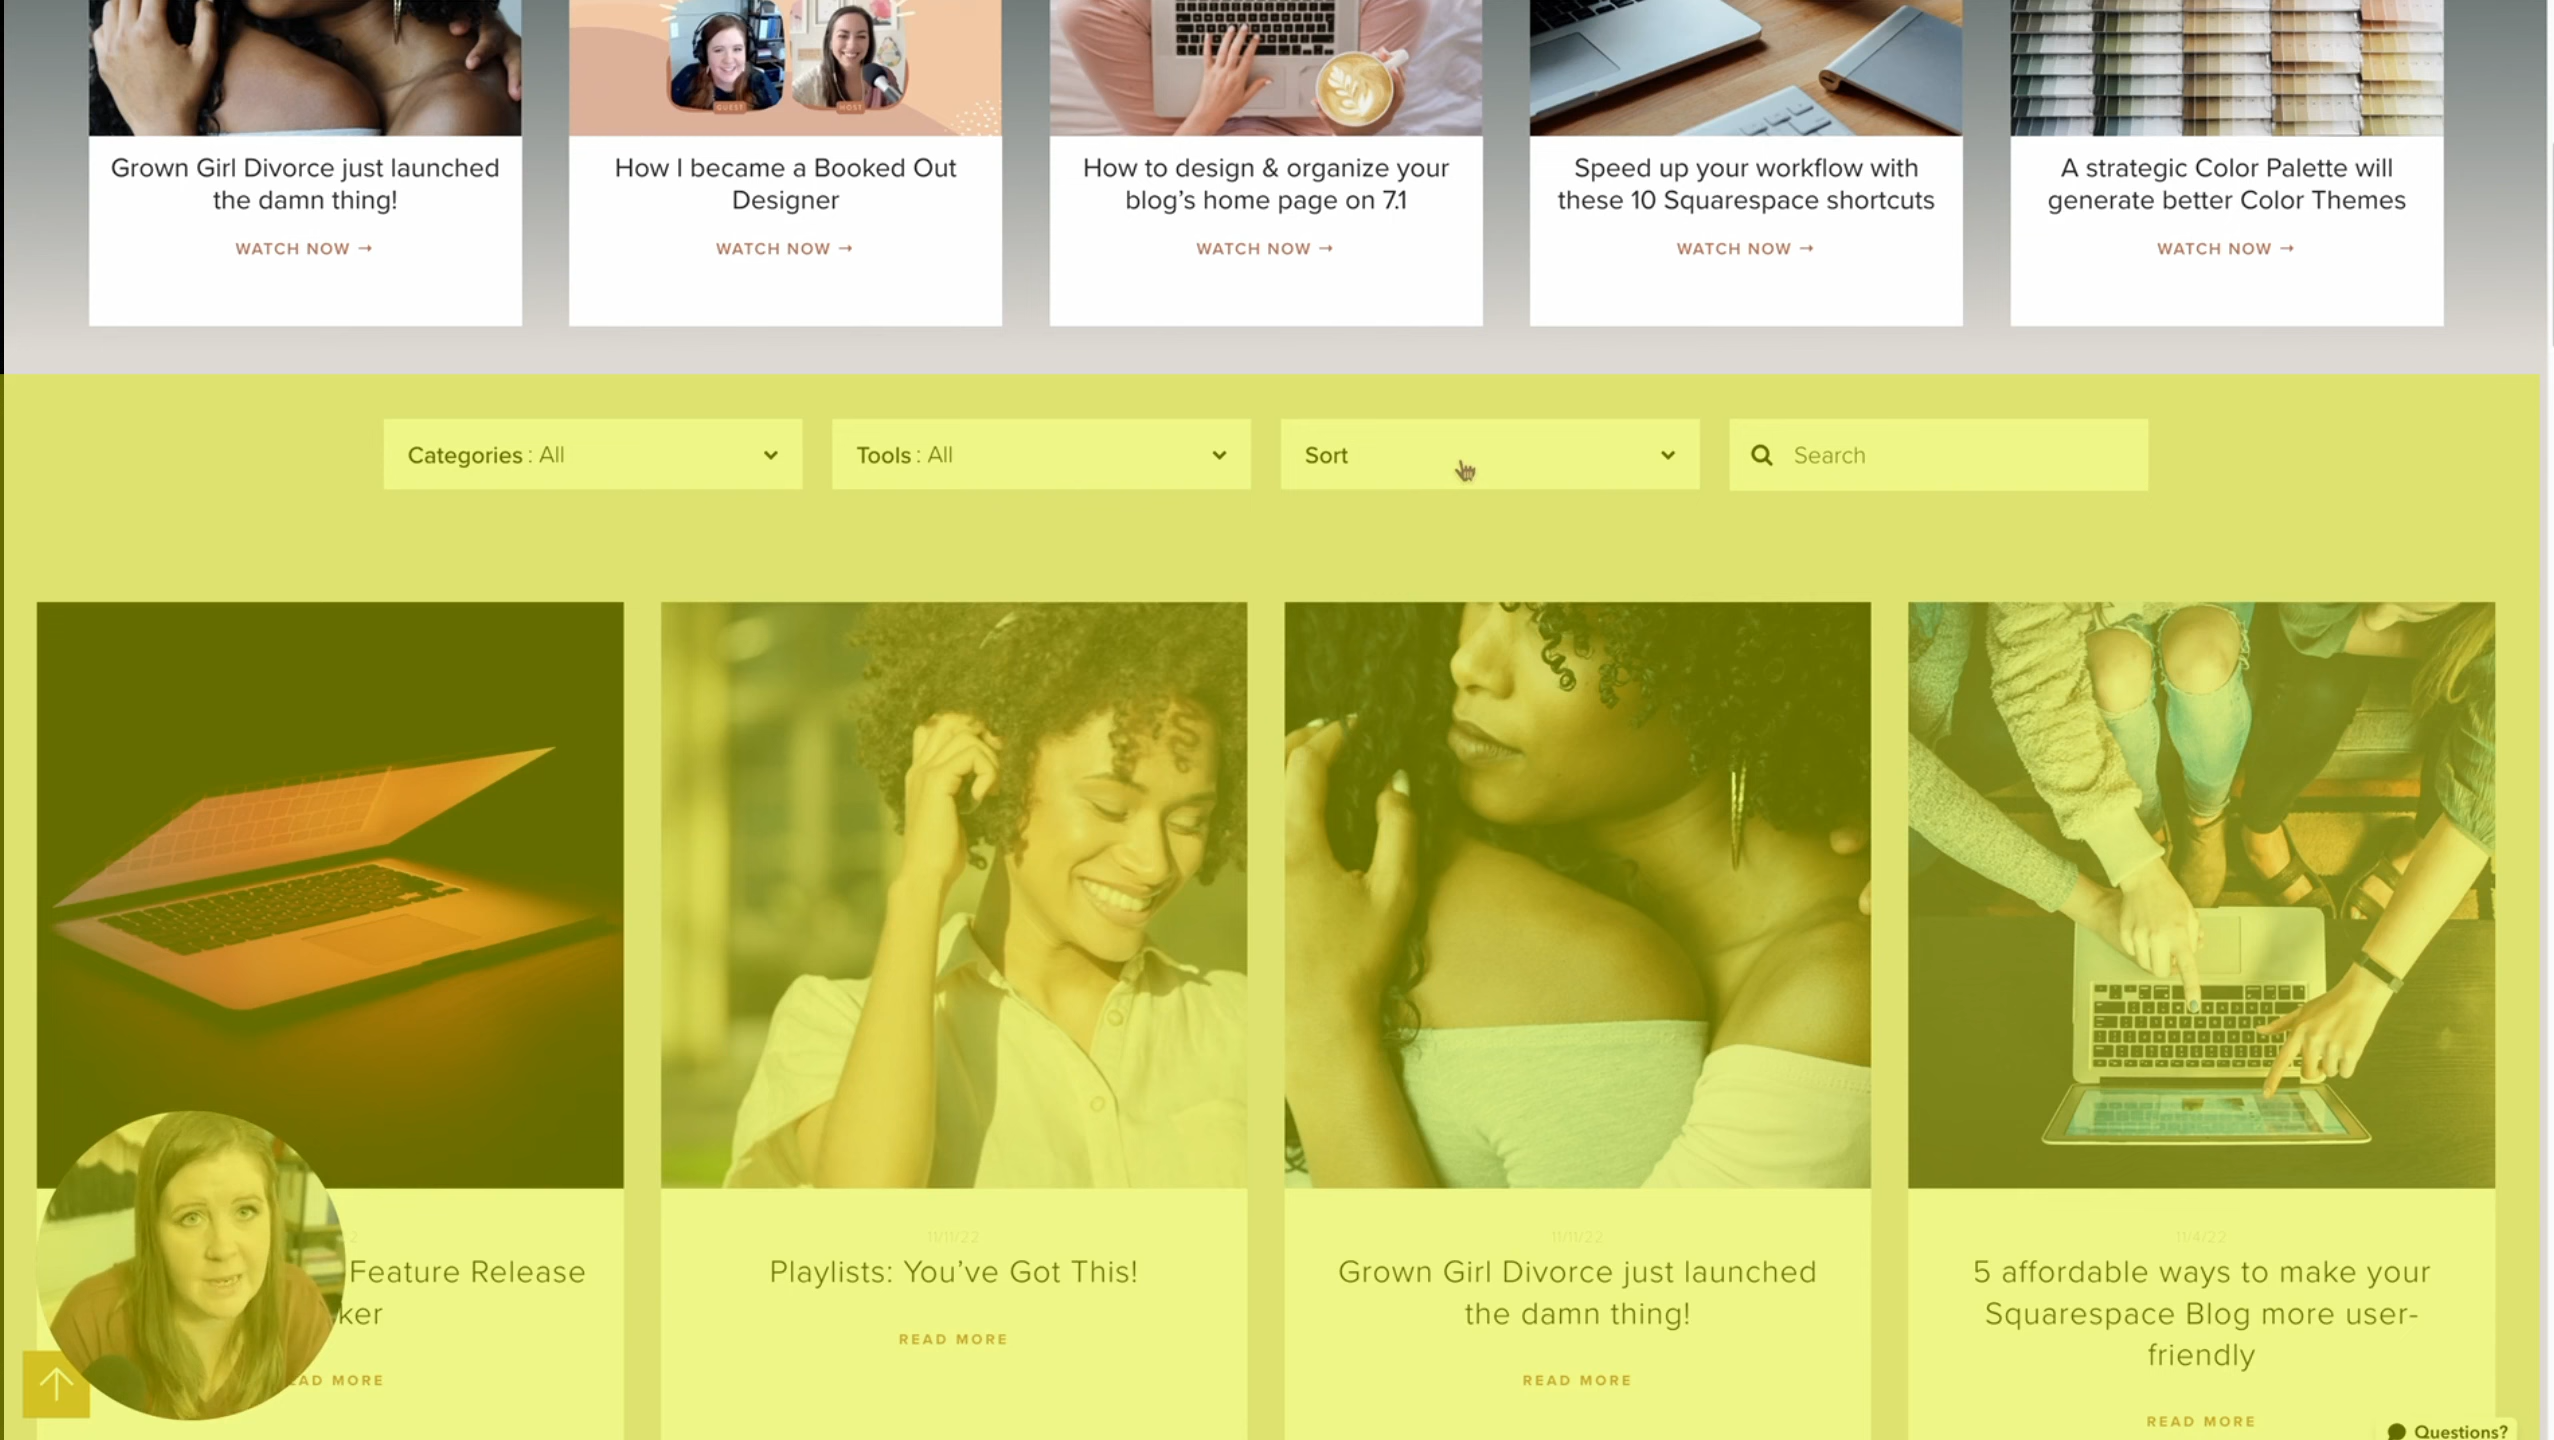 GUEST
HOST
Grown Girl Divorce just launched
the damn thing!
WATCH NOW →
How I became a Booked Out
Designer
WATCH NOW →
How to design & organize your
blog's home page on 7.1
WATCH NOW →
Speed up your workflow with
these 10 Squarespace shortcuts
WATCH NOW →
A strategic Color Palette will
generate better Color Themes
WATCH NOW →
Categories : All
Tools : All
Sort
Search
2
Feature Release
ker
AD MORE
11/11/22
Playlists: You've Got This!
READ MORE
11/11/22
Grown Girl Divorce just launched
the damn thing!
READ MORE
11/4/22
5 affordable ways to make your
Squarespace Blog more user-
friendly
READ MORE
Questions?